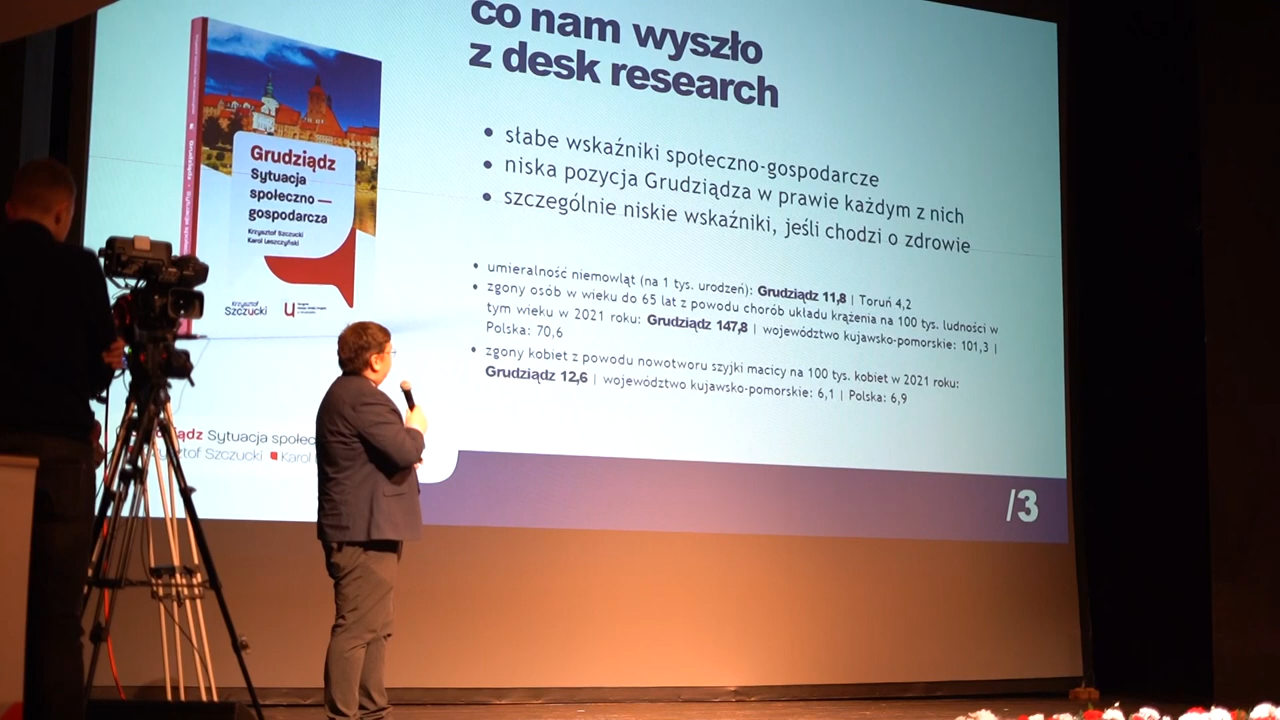 co nam wyszło
z desk research
Grudziądz
Sytuacja
społeczno —
gospodarcza
Krzysztof Szczucki
Karol Leszczyński
Krzysztof
Szczucki
• słabe wskaźniki społeczno-gospodarcze
• niska pozycja Grudziądza w prawie każdym z nich
• szczególnie niskie wskaźniki, jeśli chodzi o zdrowie
• umieralność niemowląt (na 1 tys. urodzeń): Grudziądz 11,8 | Toruń 4,2
• zgony osób w wieku do 65 lat z powodu chorób układu krążenia na 100 tys. ludności w
tym wieku w 2021 roku: Grudziądz 147,8 | województwo kujawsko-pomorskie: 101,3 |
Polska: 70,6
• zgony kobiet z powodu nowotworu szyjki macicy na 100 tys. kobiet w 2021 roku:
Grudziądz 12,6 | województwo kujawsko-pomorskie: 6,1 | Polska: 6,9
Sytuacja
Szczucki Karol
/3